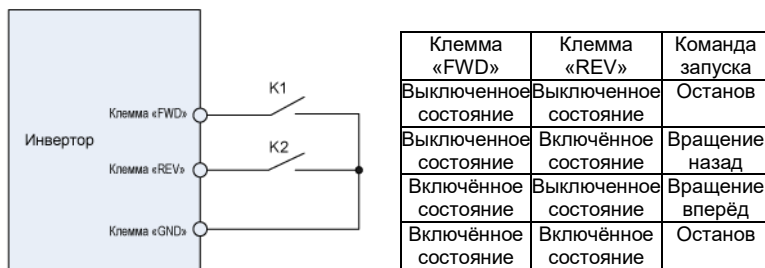 Инвертор
Клемма «FWD»
K1
Клемма «REV»
K2
Клемма «GND»
Клемма «FWD» Клемма «REV» Команда запуска
Выключенное состояние Выключенное состояние Останов
Выключенное состояние Включённое состояние Вращение назад
Включённое состояние Выключенное состояние Вращение вперёд
Включённое состояние Включённое состояние Останов